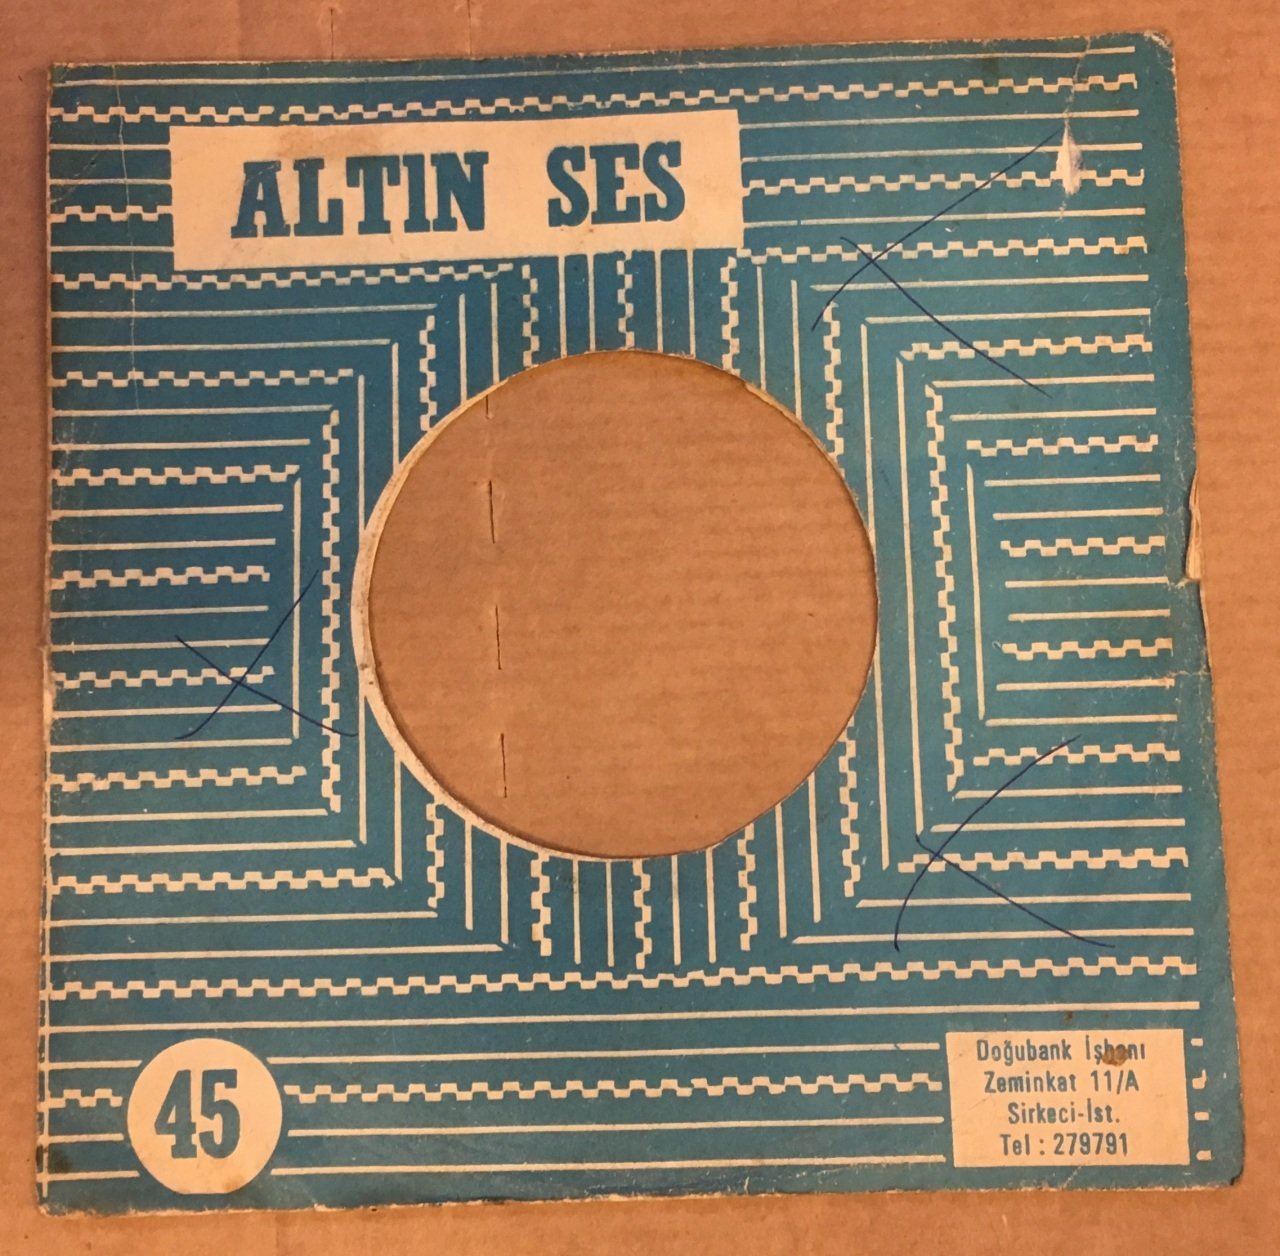 ALTIN SES
45
Doğubank İşhanı
Zeminkat 11/A
Sirkeci-İst.
Tel : 279791